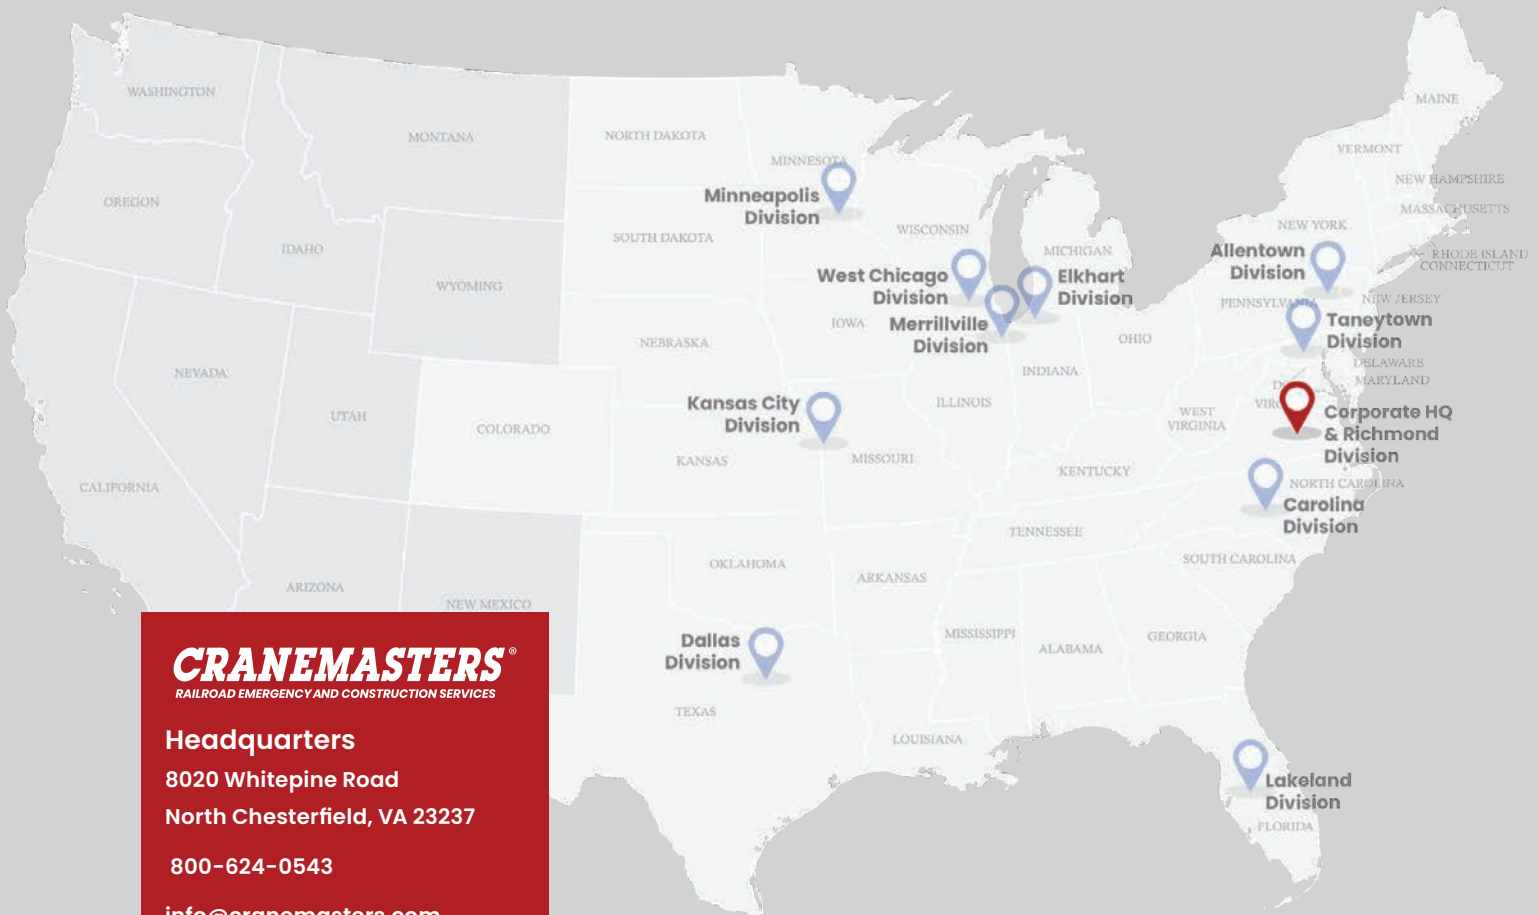 WASHINGTON
MONTANA
NORTH DAKOTA
MINNESOTA
MAINE
VERMONT
NEW HAMPSHIRE
MASSACHUSETTS
OREGON
Minneapolis
Division
IDAHO
SOUTH DAKOTA
WISCONSIN
MICHIGAN
NEW YORK
RHODE ISLAND
CONNECTICUT
Allentown
Division
WYOMING
West Chicago
Division
Elkhart
Division
PENNSYLVANIA
NEW JERSEY
IOWA
Merrillville
Division
OHIO
Taneytown
Division
NEBRASKA
DELAWARE
MARYLAND
NEVADA
INDIANA
UTAH
COLORADO
Kansas City
Division
ILLINOIS
WEST
VIRGINIA
Corporate HQ
& Richmond
Division
KANSAS
MISSOURI
KENTUCKY
CALIFORNIA
NORTH CAROLINA
Carolina
Division
TENNESSEE
SOUTH CAROLINA
ARIZONA
OKLAHOMA
ARKANSAS
NEW MEXICO
Dallas
Division
MISSISSIPPI
ALABAMA
GEORGIA
TEXAS
LOUISIANA
Lakeland
Division
FLORIDA
CRANEMASTERS®
RAILROAD EMERGENCY AND CONSTRUCTION SERVICES
Headquarters
8020 Whitepine Road
North Chesterfield, VA 23237
800-624-0543
info@cranemasters.com